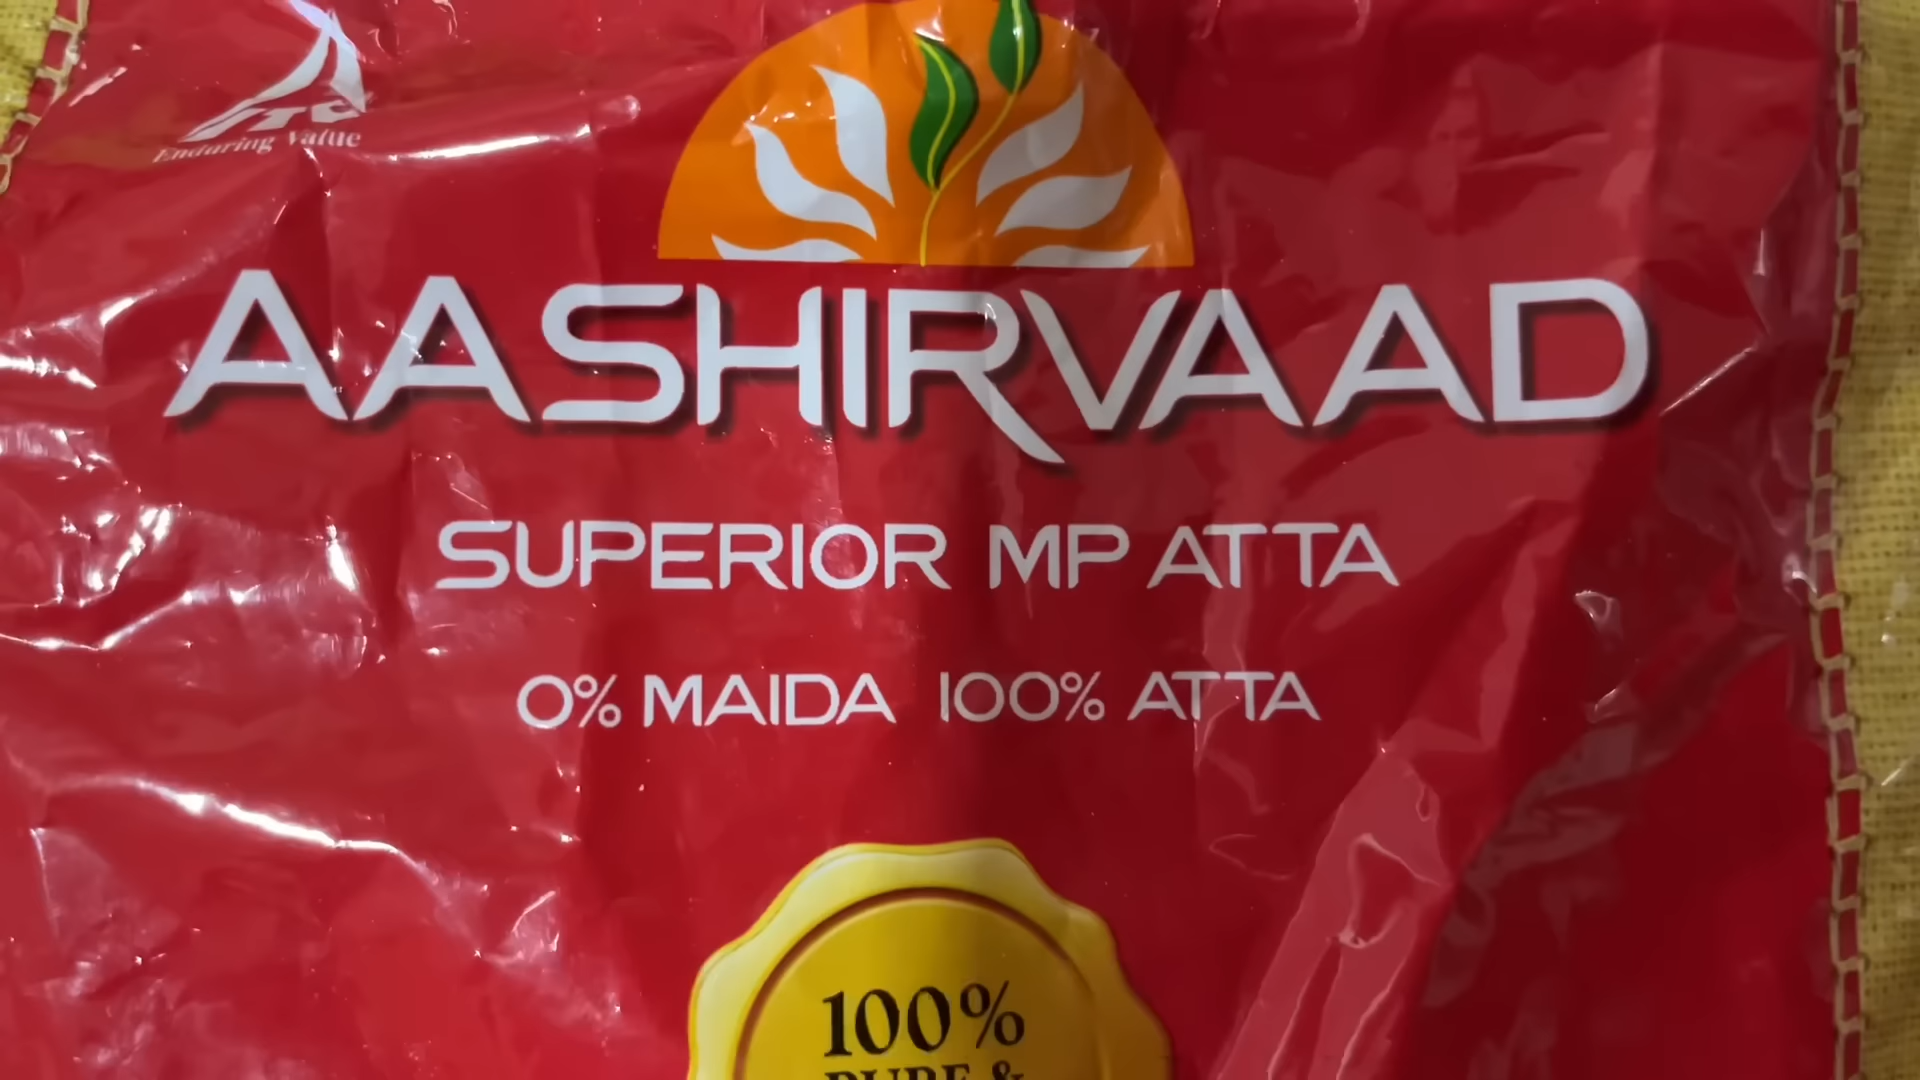 ITC
Enduring Value
AASHIRVAAD
SUPERIOR MP ATTA
0% MAIDA 100% ATTA
100%
PURE &